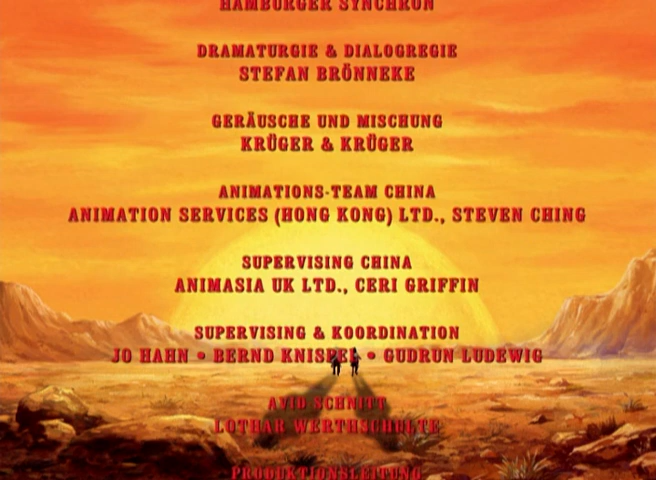 HAMBURGER SYNCHRON
DRAMATURGIE & DIALOGREGIE
STEFAN BRÖNNEKE
GERÄUSCHE UND MISCHUNG
KRÜGER & KRÜGER
ANIMATIONS-TEAM CHINA
ANIMATION SERVICES (HONG KONG) LTD., STEVEN CHING
SUPERVISING CHINA
ANIMASIA UK LTD., CERI GRIFFIN
SUPERVISING & KOORDINATION
JO HAHN • BERND KNISPEL • GUDRUN LUDEWIG
AVID SCHNITT
LOTHAR WERTHSCHULTE
PRODUKTIONSLEITUNG